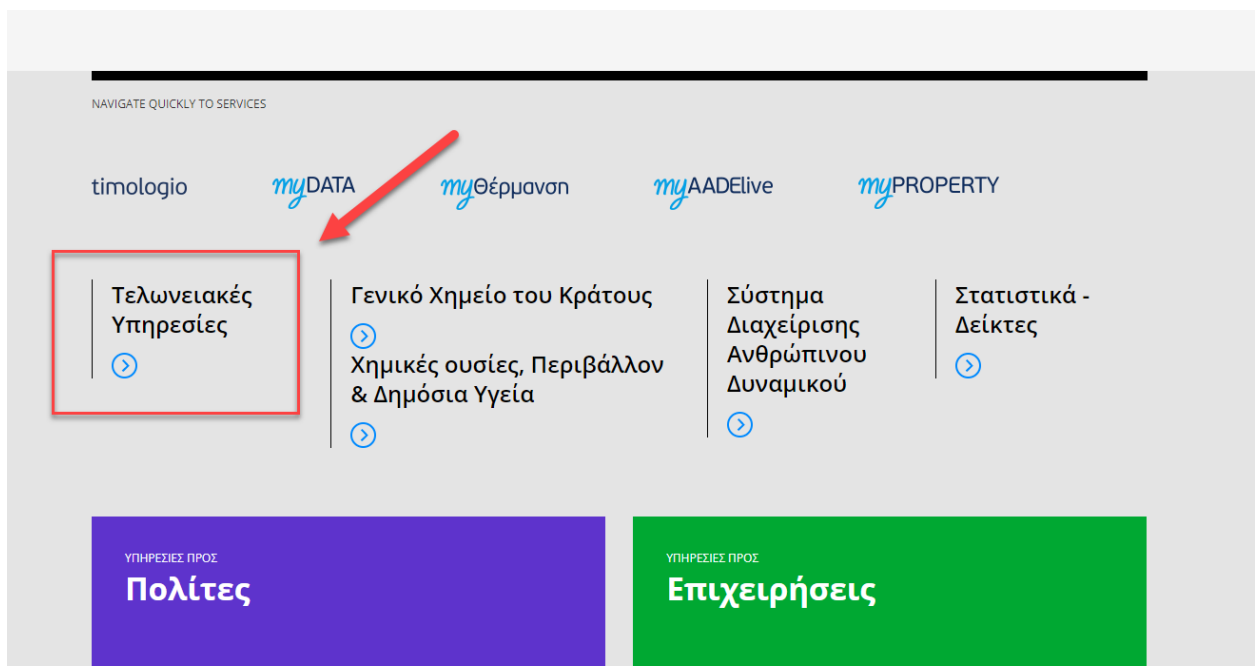 NAVIGATE QUICKLY TO SERVICES
timologio
myDATA
myΘέρμανση
myAADElive
myPROPERTY
Τελωνειακές
Υπηρεσίες
Γενικό Χημείο του Κράτους
Χημικές ουσίες, Περιβάλλον
& Δημόσια Υγεία
Σύστημα
Διαχείρισης
Ανθρώπινου
Δυναμικού
Στατιστικά -
Δείκτες
ΥΠΗΡΕΣΙΕΣ ΠΡΟΣ
Πολίτες
ΥΠΗΡΕΣΙΕΣ ΠΡΟΣ
Επιχειρήσεις